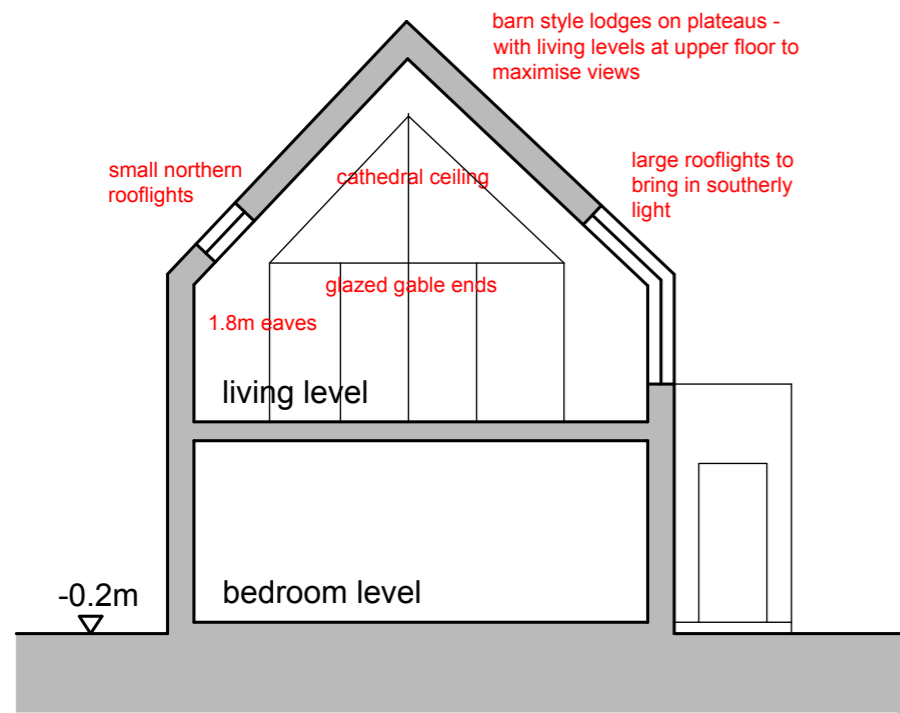 barn style lodges on plateaus -
with living levels at upper floor to
maximise views
small northern
rooflights
large rooflights to
bring in southerly
light
cathedral ceiling
glazed gable ends
1.8m eaves
living level
bedroom level
-0.2m